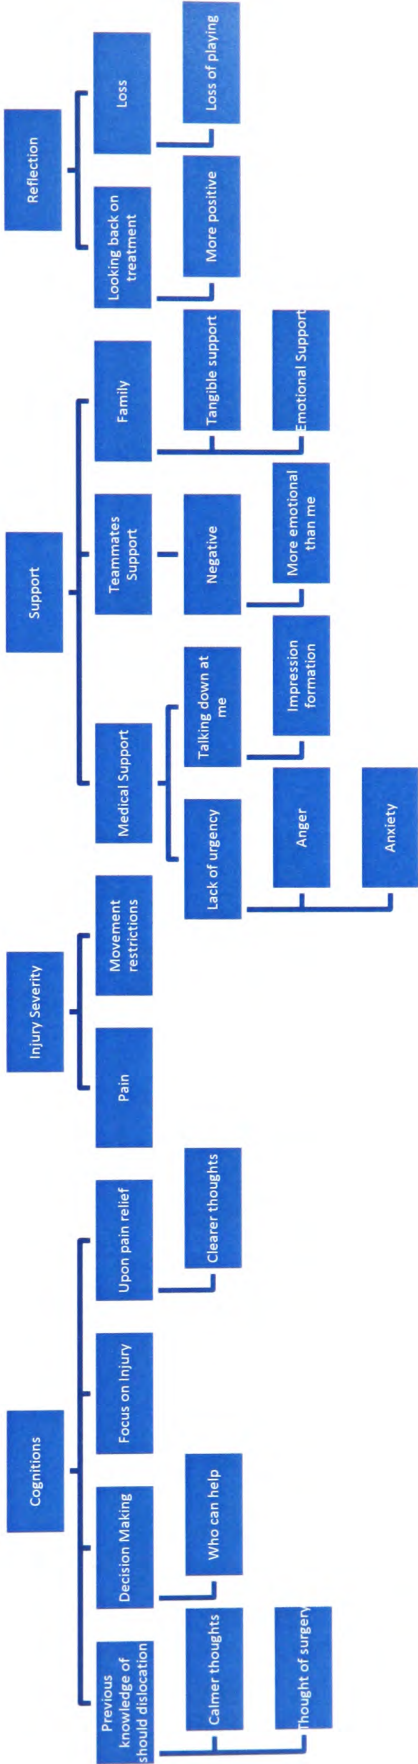 Cognitions
Previous
knowledge of
should dislocation
Calmer thoughts
Thought of surgery
Decision Making
Who can help
Focus on Injury
Upon pain relief
Clearer thoughts
Injury Severity
Pain
Movement
restrictions
Support
Medical Support
Lack of urgency
Anger
Anxiety
Talking down at
me
Impression
formation
Teammates
Support
Negative
More emotional
than me
Family
Tangible support
Emotional Support
Reflection
Looking back on
treatment
More positive
Loss
Loss of playing